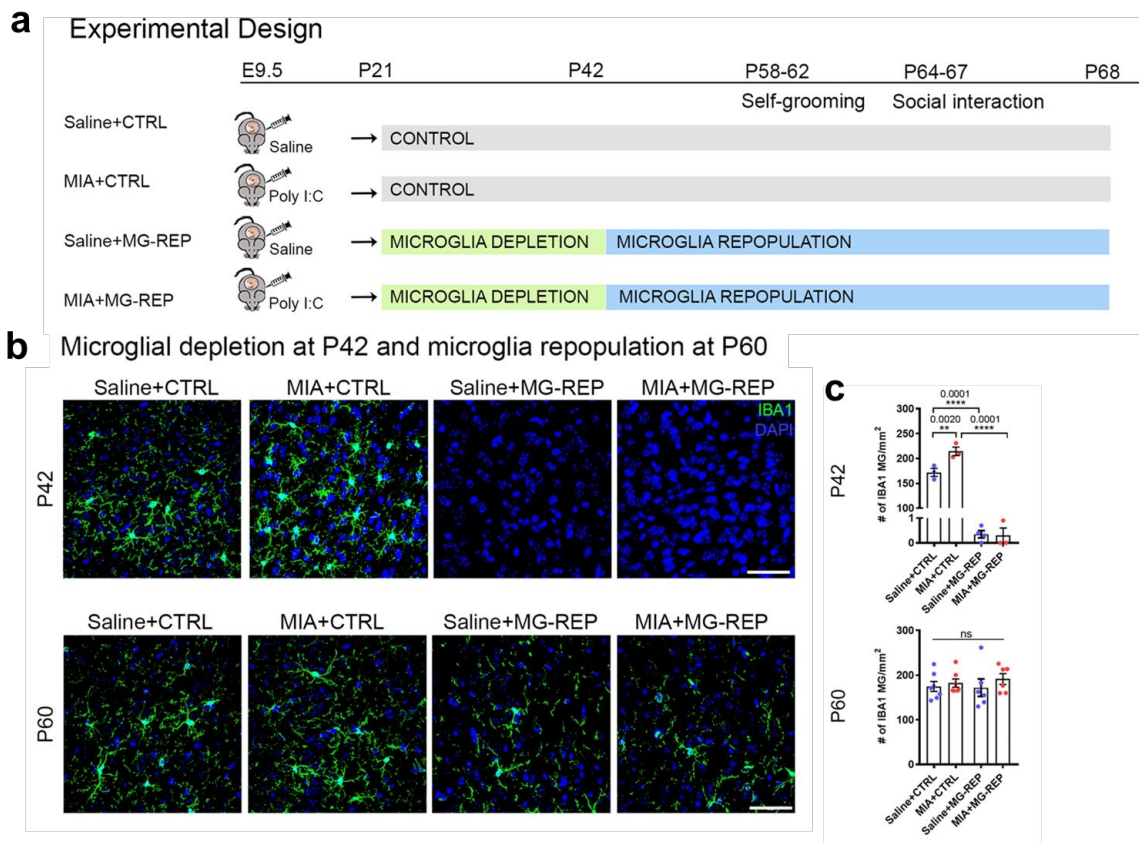 a
Experimental Design
E9.5 P21 P42 P58-62 P64-67 P68
Self-grooming Social interaction
Saline+CTRL
Saline
CONTROL
MIA+CTRL
Poly I:C
CONTROL
Saline+MG-REP
Saline
MICROGLIA DEPLETION MICROGLIA REPOPULATION
MIA+MG-REP
Poly I:C
MICROGLIA DEPLETION MICROGLIA REPOPULATION
b
Microglial depletion at P42 and microglia repopulation at P60
Saline+CTRL MIA+CTRL Saline+MG-REP MIA+MG-REP
IBA1
DAPI
P42
Saline+CTRL MIA+CTRL Saline+MG-REP MIA+MG-REP
P60
c
P42
# of IBA1 MG/mm²
0.0001
****
0.0020 0.0001
** ****
300
250
200
150
100
1
0
Saline+CTRL
MIA+CTRL
Saline+MG-REP
MIA+MG-REP
P60
# of IBA1 MG/mm²
ns
300
200
100
0
Saline+CTRL
MIA+CTRL
Saline+MG-REP
MIA+MG-REP